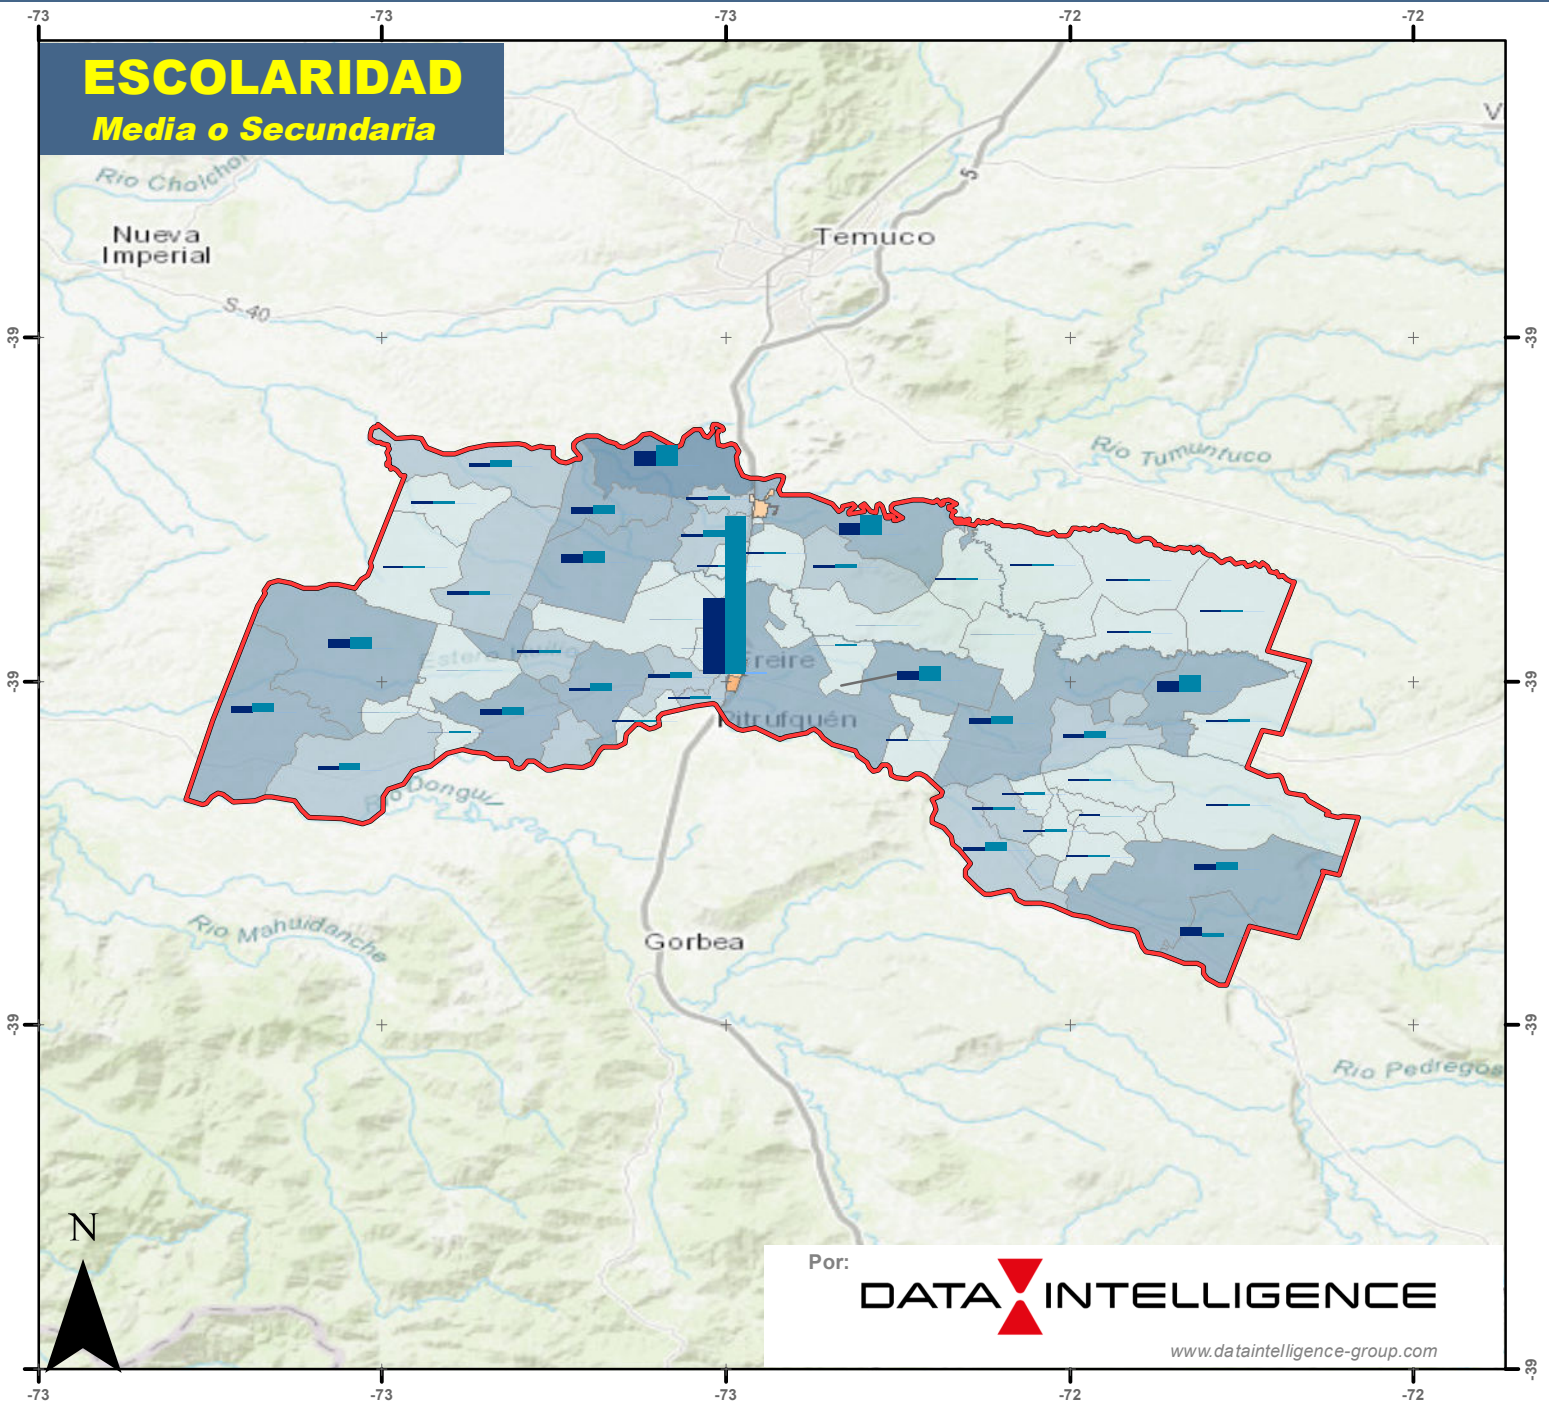 -73
-73
-73
-72
-72
ESCOLARIDAD
Media o Secundaria
V
5
Río Cholchol
Nueva
Imperial
Temuco
S-40
-39
-39
Río Tumuntuco
Freire
-39
-39
Pitrufquén
Río Donguil
Río Mahuidanche
Gorbea
-39
-39
Río Pedregos
N
Por:
DATA INTELLIGENCE
www.dataintelligence-group.com
-39
-73
-73
-73
-72
-72